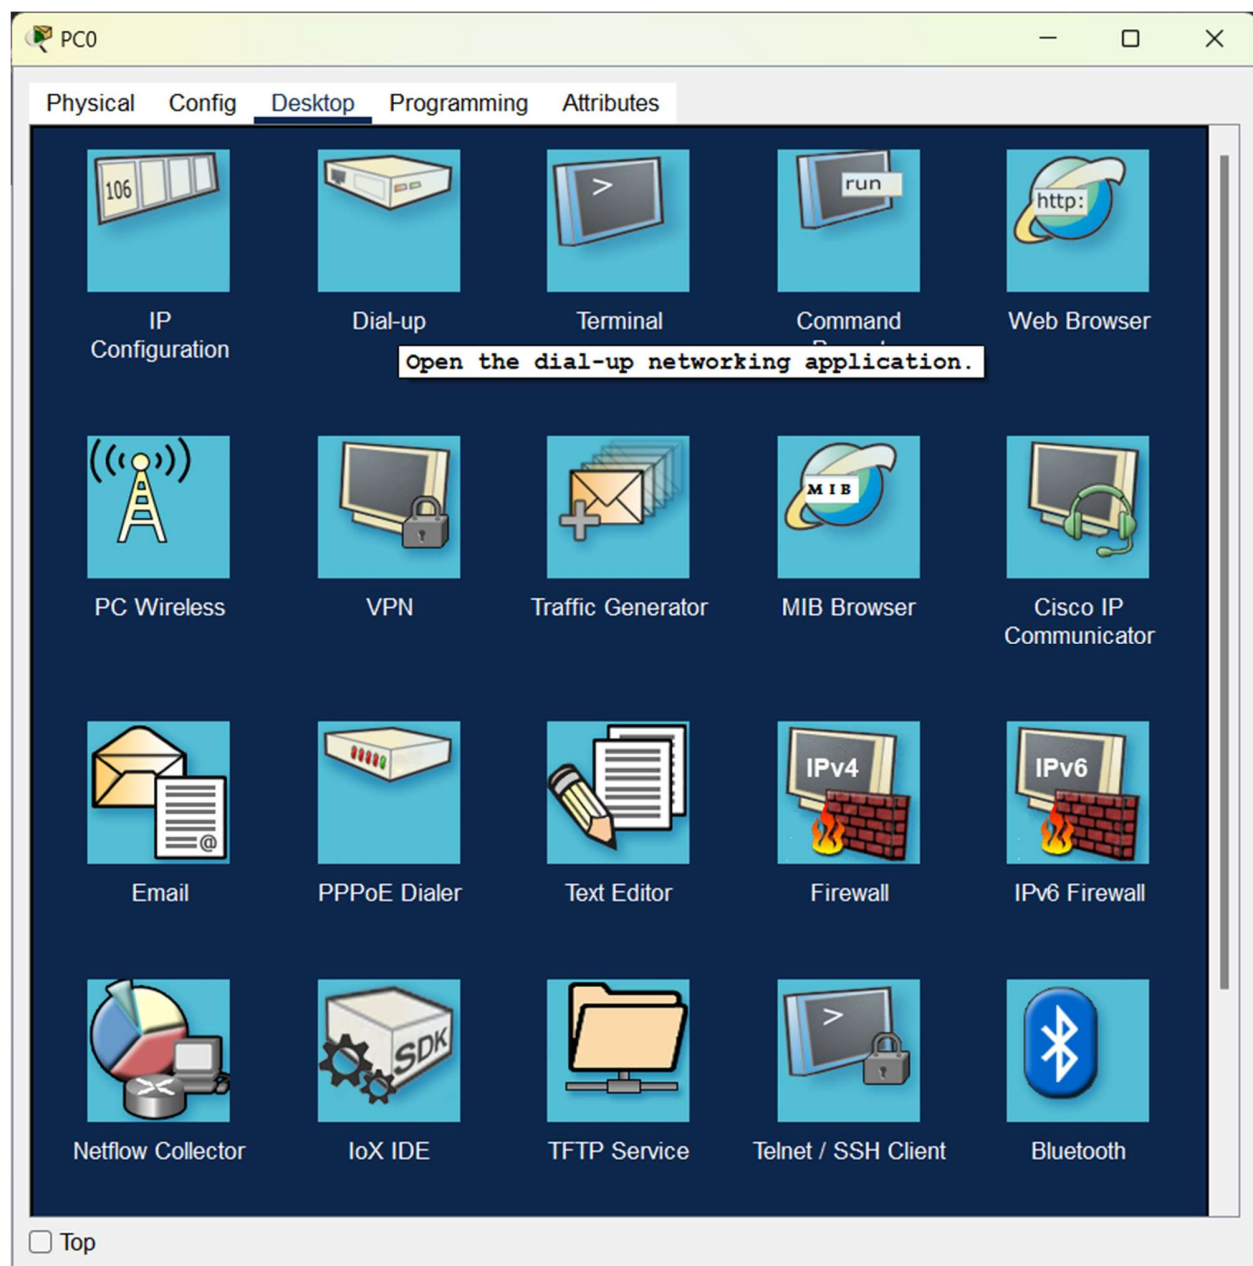 PC0
Physical Config Desktop Programming Attributes
106
>
run
http:
IP
Configuration
Dial-up
Terminal
Command
Web Browser
Open the dial-up networking application.
MIB
PC Wireless
VPN
Traffic Generator
MIB Browser
Cisco IP
Communicator
IPv4
IPv6
@
Email
PPPoE Dialer
Text Editor
Firewall
IPv6 Firewall
SDK
>
Netflow Collector
IoX IDE
TFTP Service
Telnet / SSH Client
Bluetooth
Top